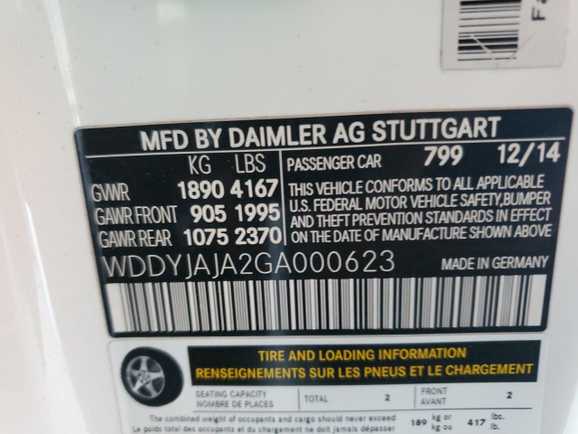 MFD BY DAIMLER AG STUTTGART
KG LBS
GVWR 1890 4167
GAWR FRONT 905 1995
GAWR REAR 1075 2370
PASSENGER CAR 799 12/14
THIS VEHICLE CONFORMS TO ALL APPLICABLE
U.S. FEDERAL MOTOR VEHICLE SAFETY,BUMPER
AND THEFT PREVENTION STANDARDS IN EFFECT
ON THE DATE OF MANUFACTURE SHOWN ABOVE
WDDYJAJA2GA000623 MADE IN GERMANY
TIRE AND LOADING INFORMATION
RENSEIGNEMENTS SUR LES PNEUS ET LE CHARGEMENT
SEATING CAPACITY
NOMBRE DE PLACES
TOTAL 2
FRONT
AVANT
2
The combined weight of occupants and cargo should never exceed
189 kg or
kg ou
417 lbs.
lb.